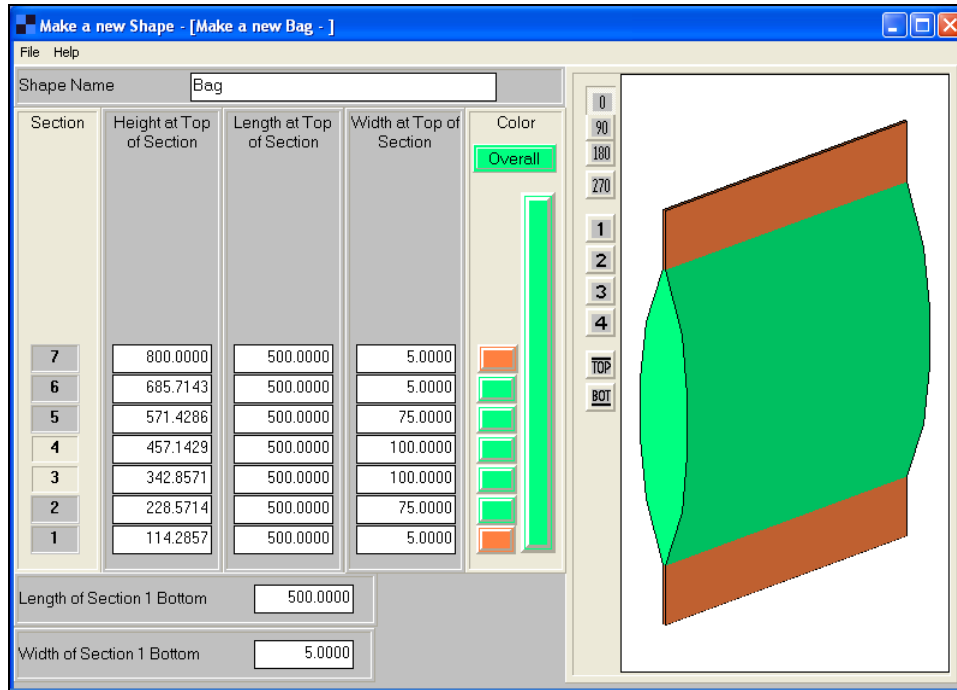 Make a new Shape - [Make a new Bag - ]
File Help
Shape Name Bag
Section Height at Top of Section Length at Top of Section Width at Top of Section Color
Overall
7 800.0000 500.0000 5.0000
6 685.7143 500.0000 5.0000
5 571.4286 500.0000 75.0000
4 457.1429 500.0000 100.0000
3 342.8571 500.0000 100.0000
2 228.5714 500.0000 75.0000
1 114.2857 500.0000 5.0000
Length of Section 1 Bottom 500.0000
Width of Section 1 Bottom 5.0000
0
90
180
270
1
2
3
4
TOP
BOT